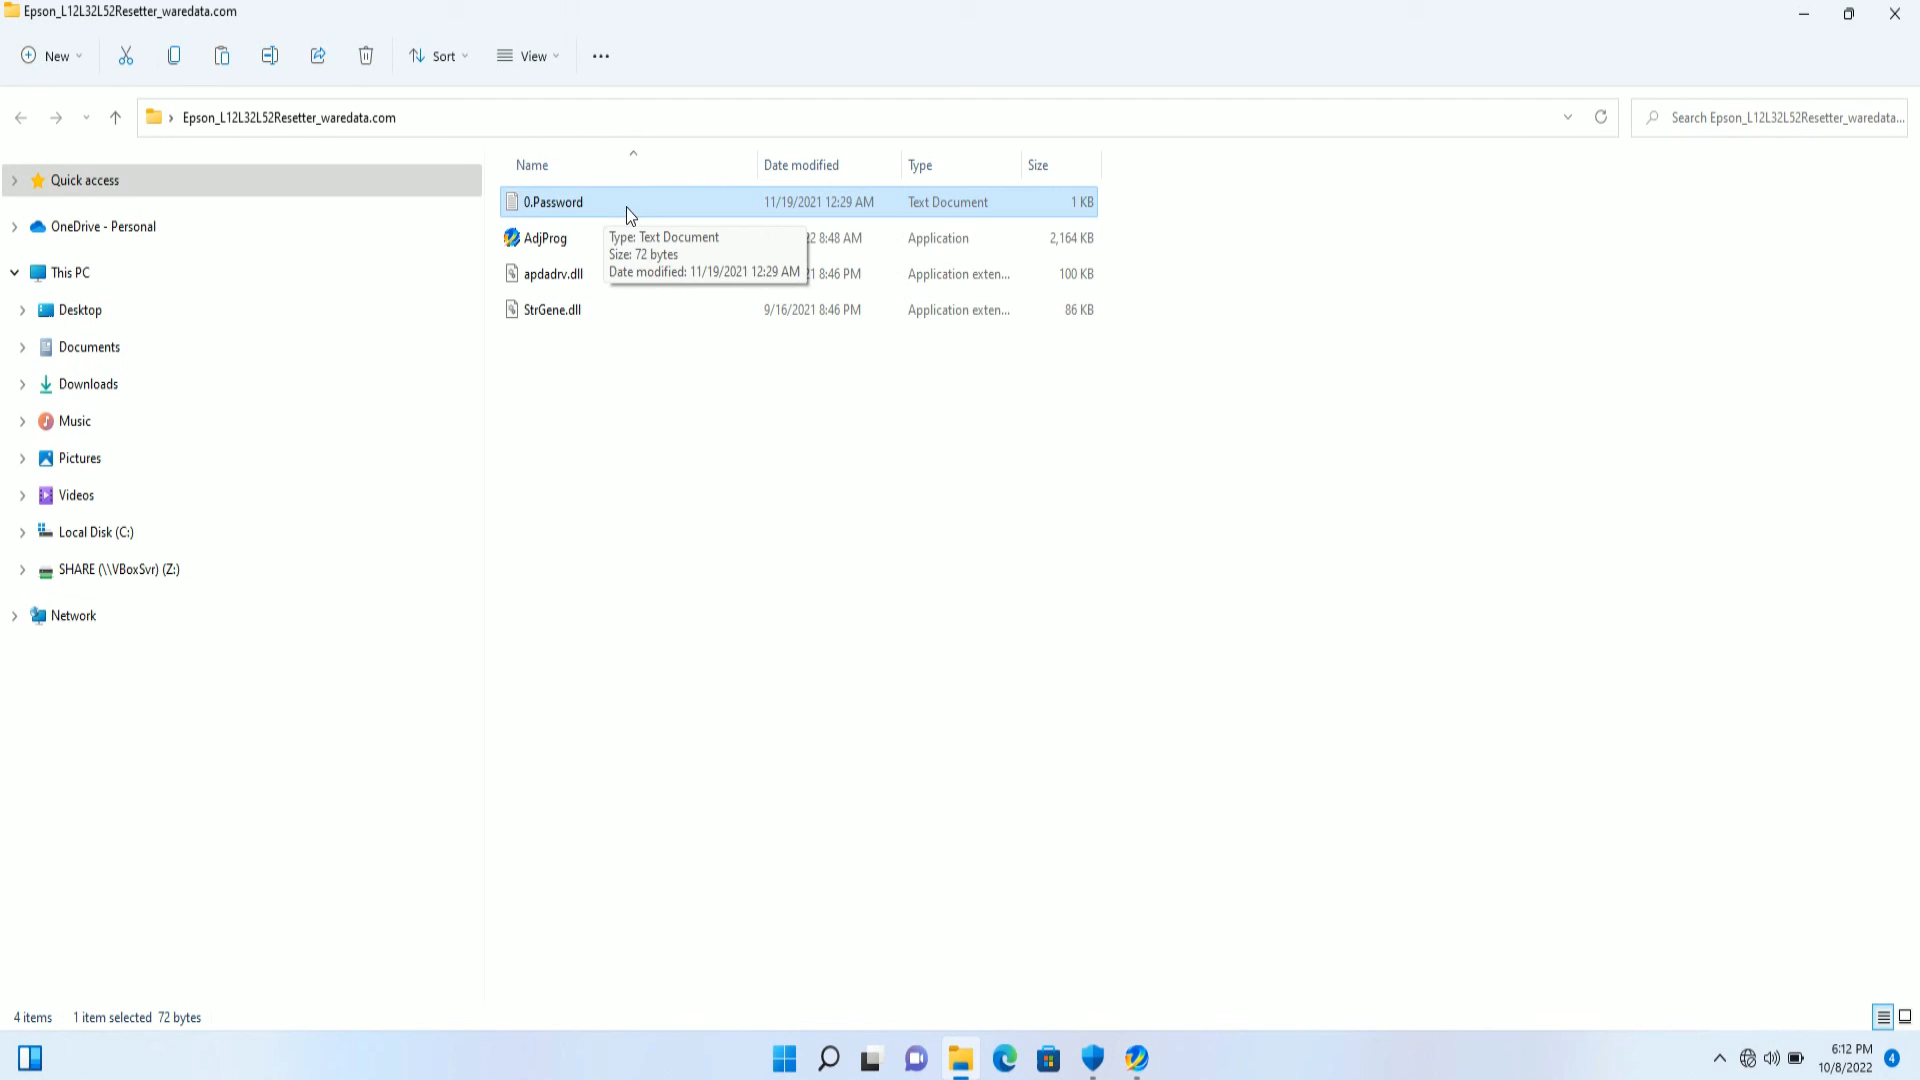 Epson_L12L32L52Resetter_waredata.com
New
Sort
View
Epson_L12L32L52Resetter_waredata.com
Search Epson_L12L32L52Resetter_waredata...
Quick access
OneDrive - Personal
This PC
Desktop
Documents
Downloads
Music
Pictures
Videos
Local Disk (C:)
SHARE (\\VBoxSvr) (Z:)
Network
Name Date modified Type Size
0.Password 11/19/2021 12:29 AM Text Document 1 KB
AdjProg 22 8:48 AM Application 2,164 KB
apdadrv.dll 21 8:46 PM Application exten... 100 KB
StrGene.dll 9/16/2021 8:46 PM Application exten... 86 KB
Type: Text Document
Size: 72 bytes
Date modified: 11/19/2021 12:29 AM
4 items 1 item selected 72 bytes
6:12 PM
10/8/2022
4